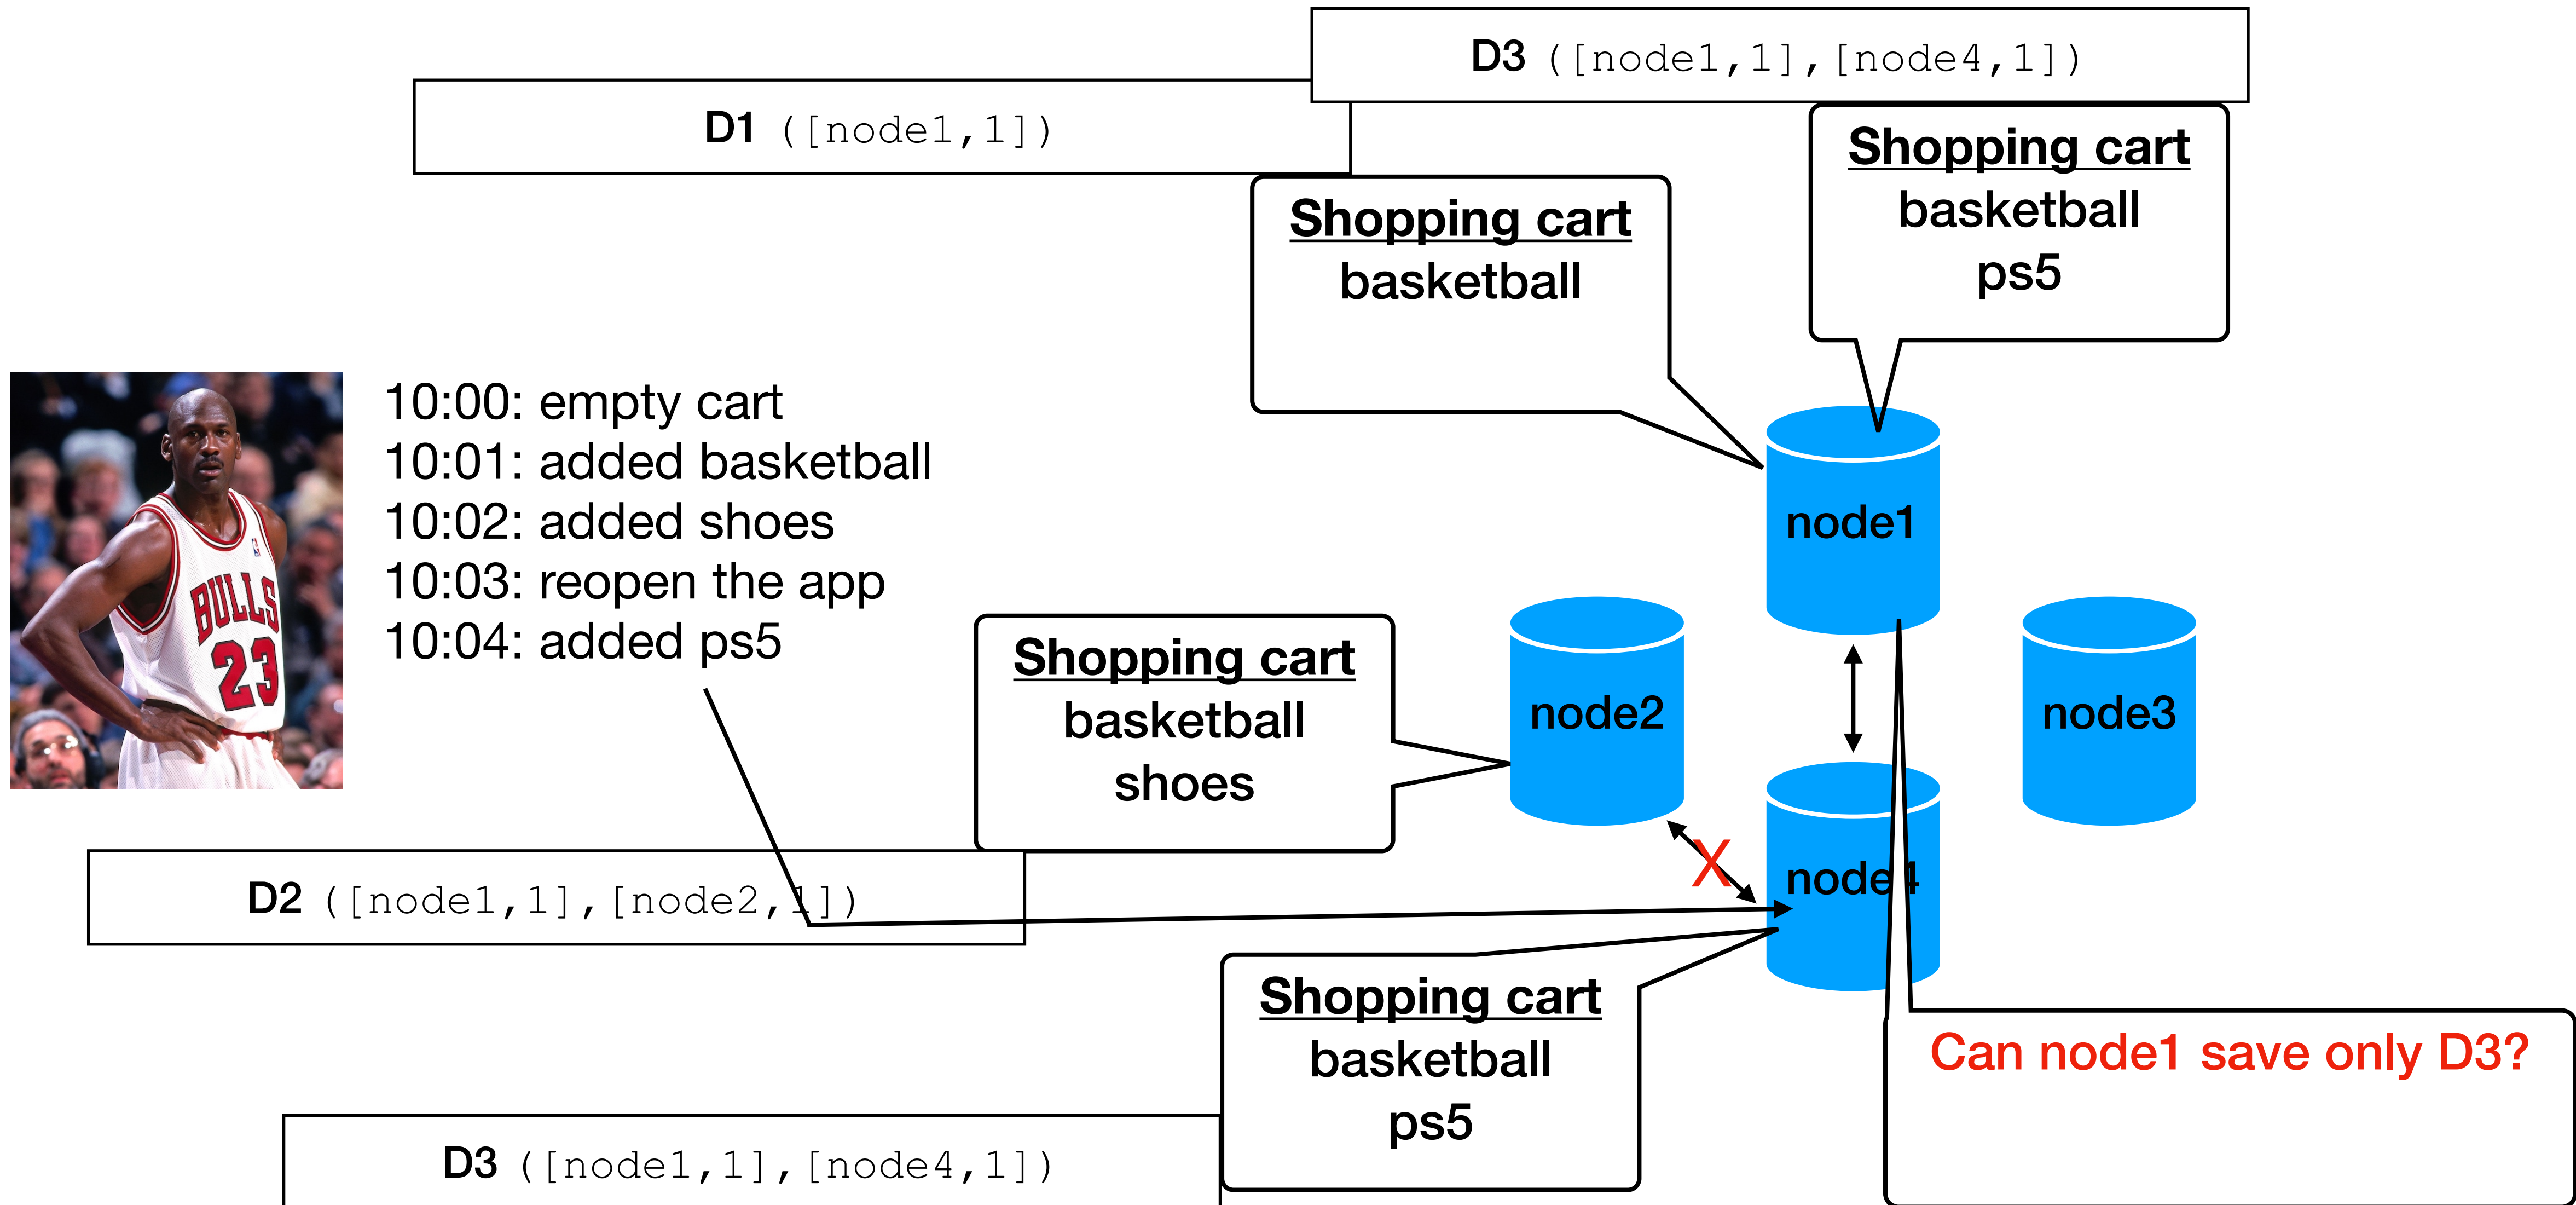 D3 ([node1,1],[node4,1])
D1 ([node1,1])
Shopping cart
basketball
ps5
Shopping cart
basketball
10:00: empty cart
10:01: added basketball
10:02: added shoes
10:03: reopen the app
10:04: added ps5
BULLS
23
node1
node2
node3
node4
Shopping cart
basketball
shoes
D2 ([node1,1],[node2,1])
Shopping cart
basketball
ps5
X
Can node1 save only D3?
D3 ([node1,1],[node4,1])